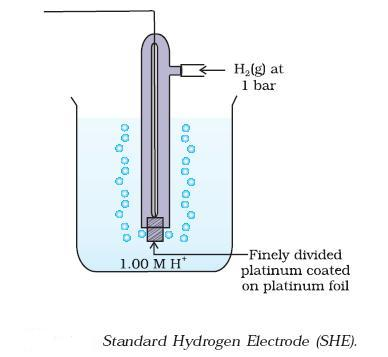 H₂(g) at
1 bar
1.00 M H⁺
Finely divided
platinum coated
on platinum foil
Standard Hydrogen Electrode (SHE).